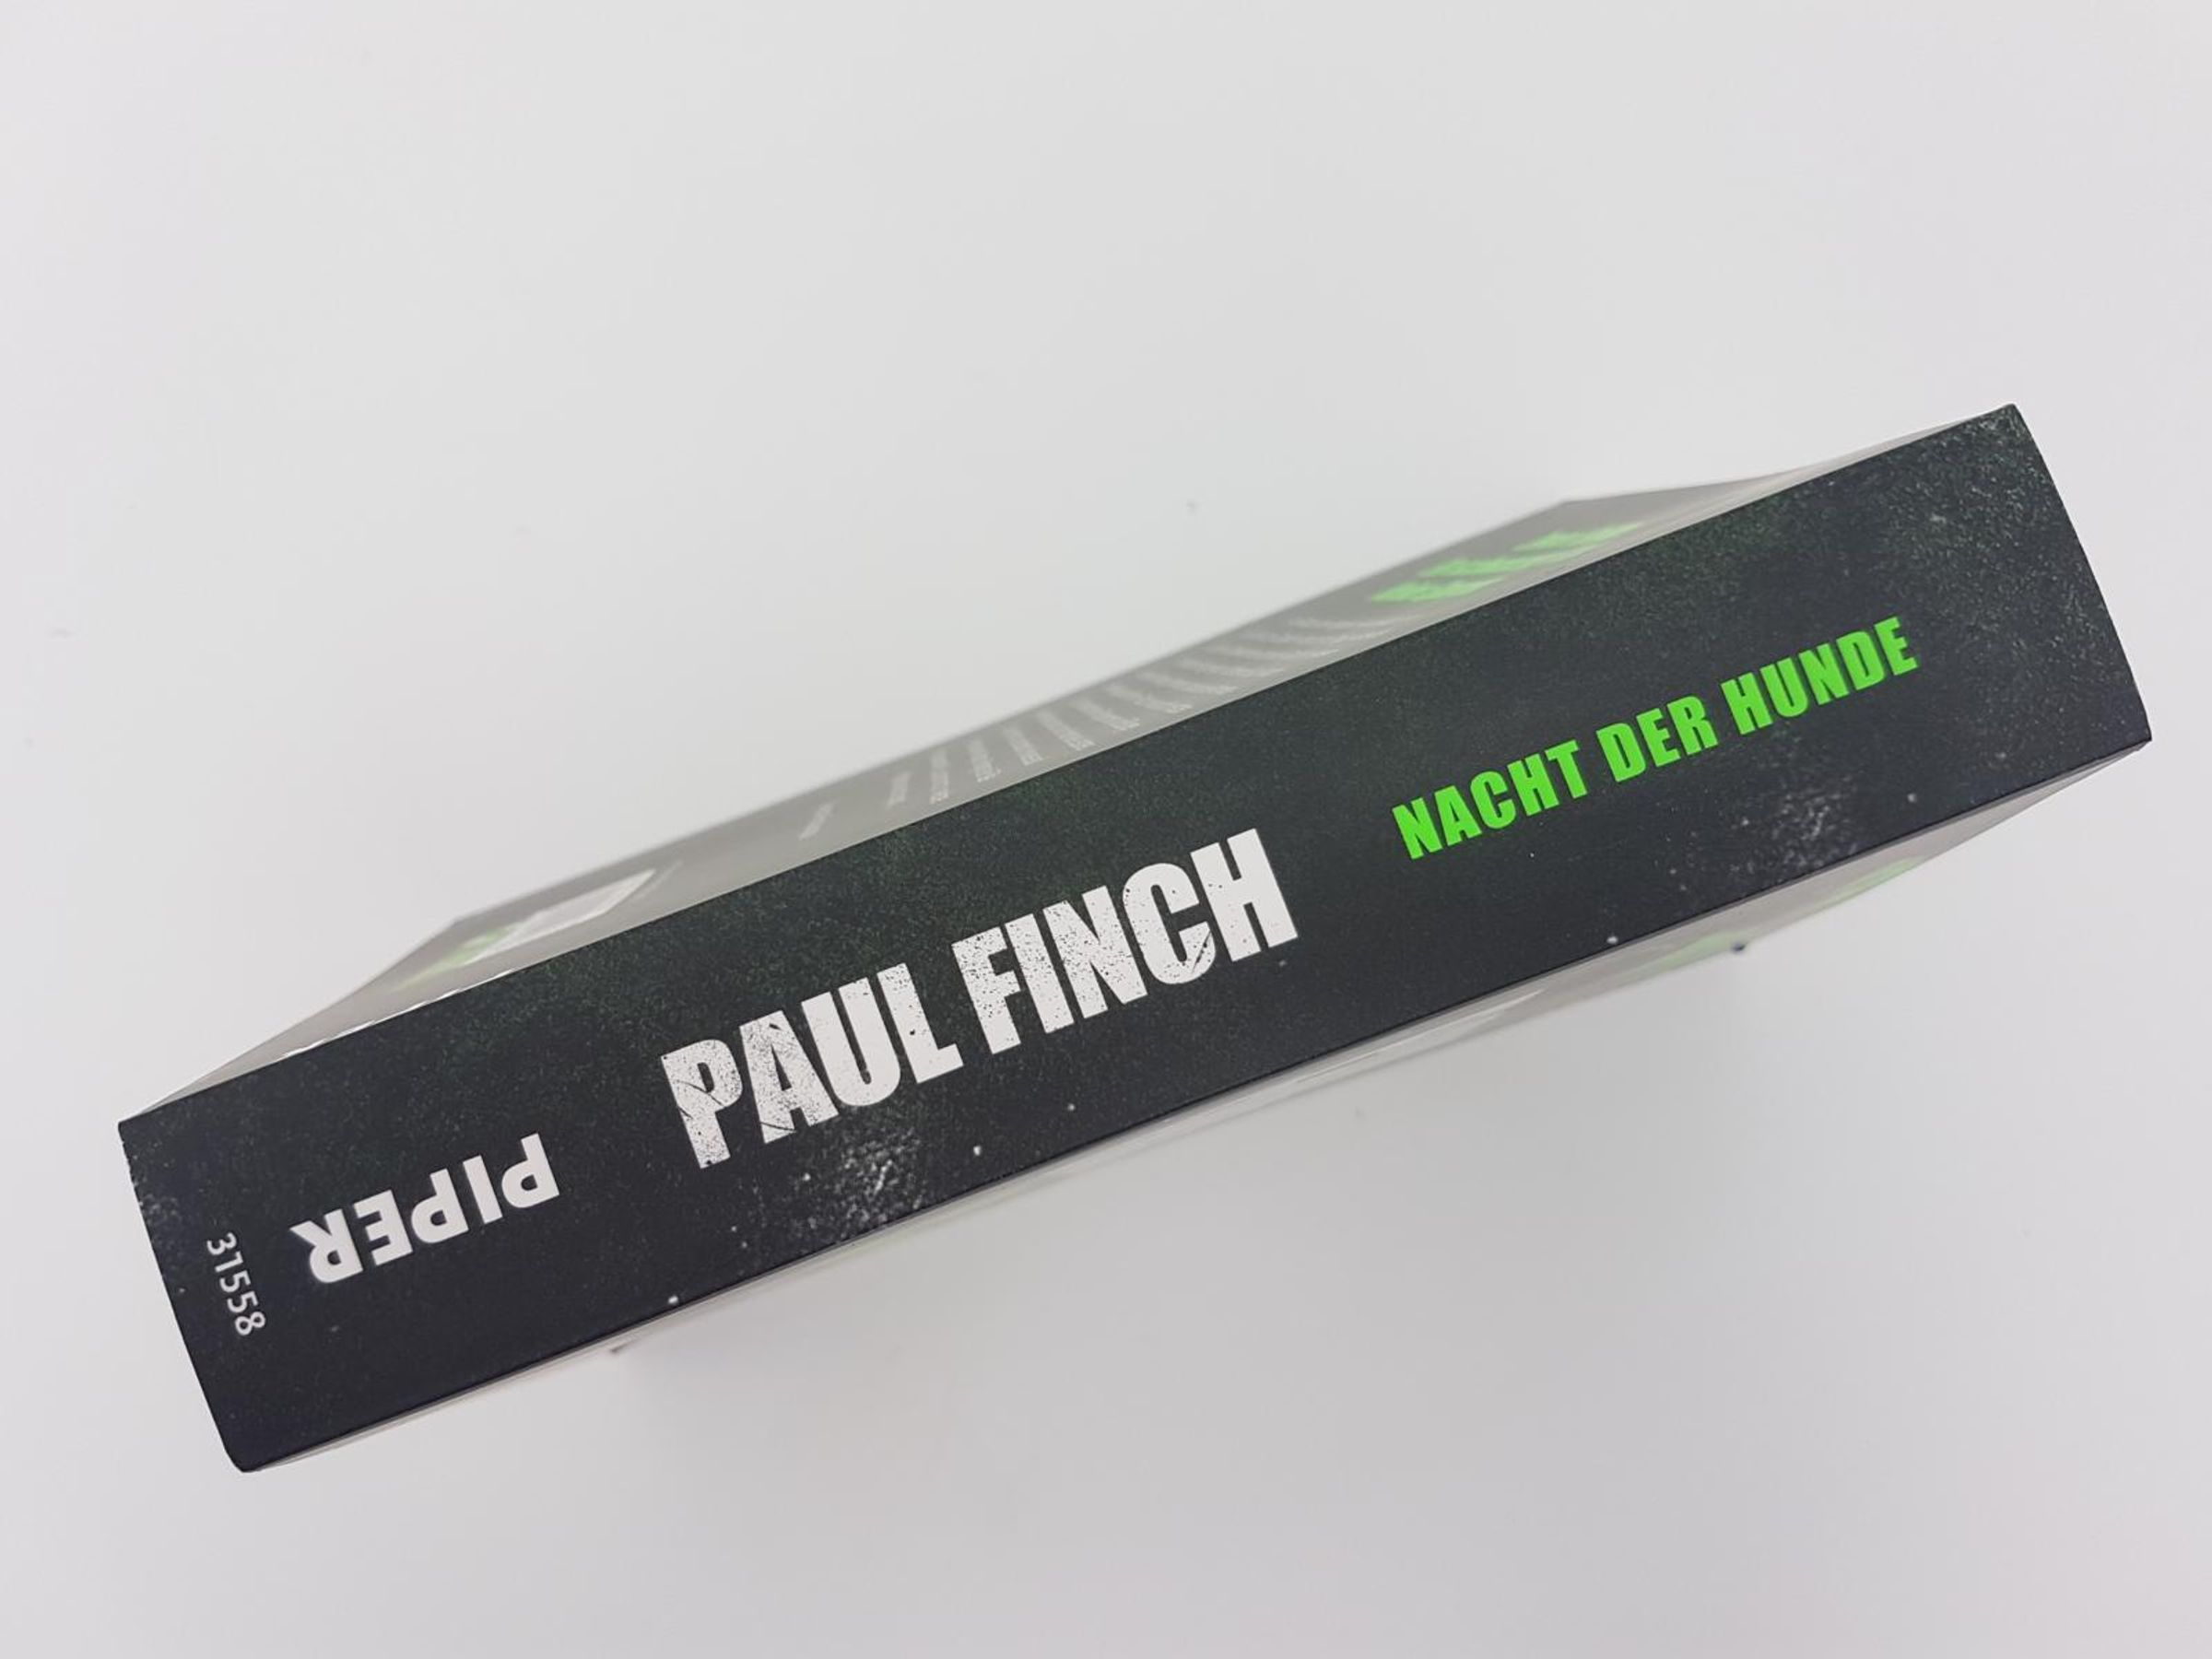 PAUL FINCH
NACHT DER HUNDE
PIPER
31558